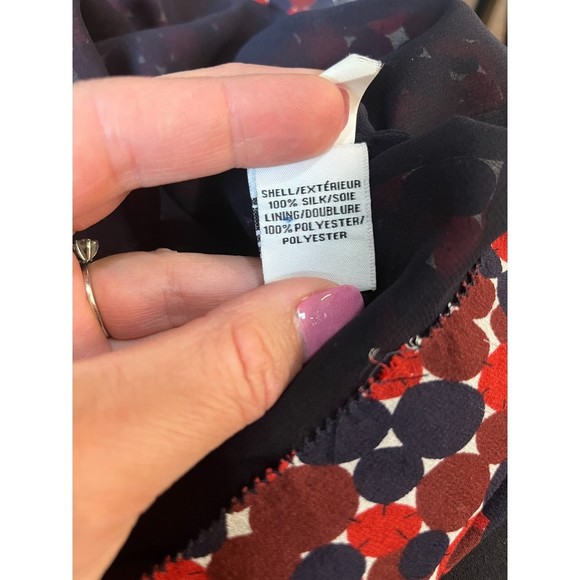 SHELL/EXTÉRIEUR
100% SILK/SOIE
LINING/DOUBLURE
100% POLYESTER/
POLYESTER